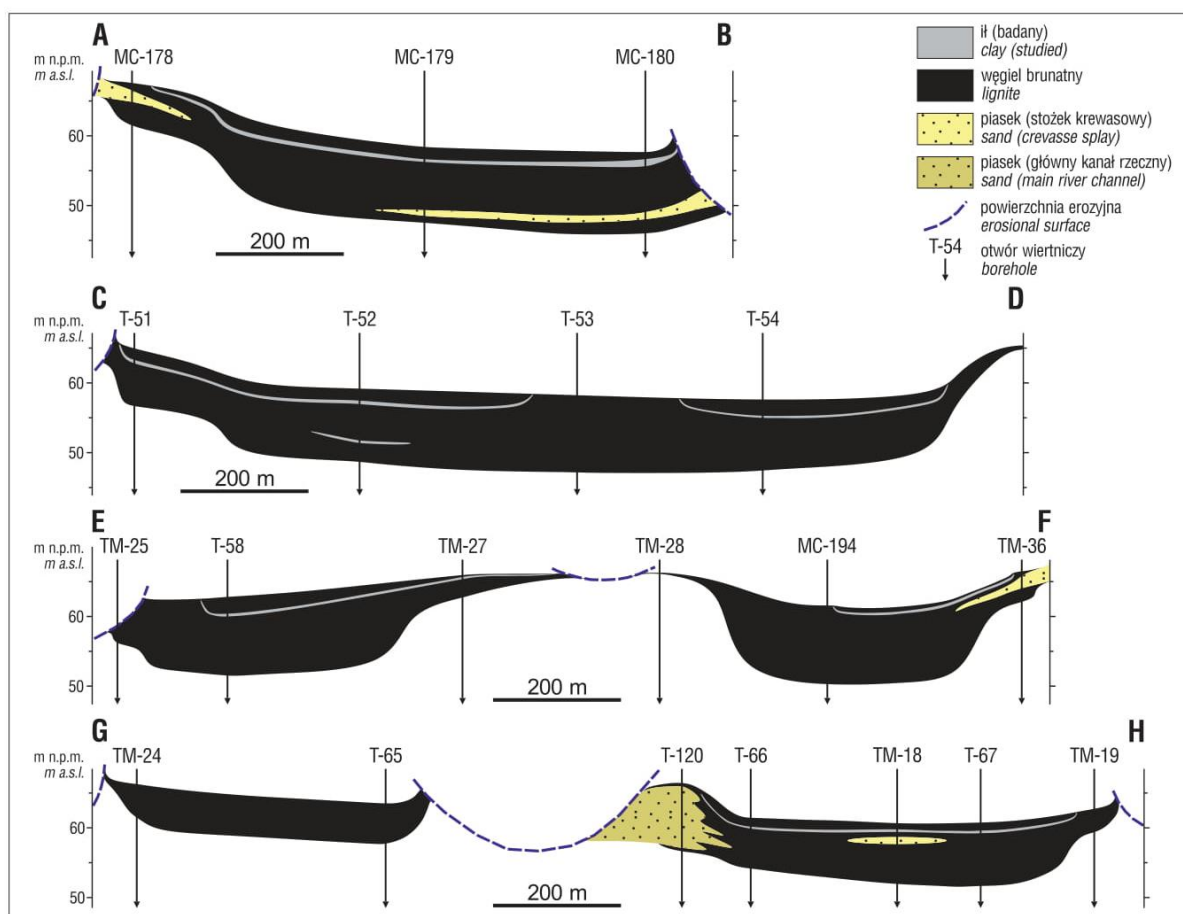 A
B
m n.p.m.
m a.s.l.
MC-178
MC-179
MC-180
60
50
200 m
ił (badany)
clay (studied)
węgiel brunatny
lignite
piasek (stożek krewasowy)
sand (crevasse splay)
piasek (główny kanał rzeczny)
sand (main river channel)
powierzchnia erozyjna
erosional surface
T-54
otwór wiertniczy
borehole
C
D
m n.p.m.
m a.s.l.
T-51
T-52
T-53
T-54
60
50
200 m
E
F
m n.p.m.
m a.s.l.
TM-25
T-58
TM-27
TM-28
MC-194
TM-36
60
50
200 m
G
H
m n.p.m.
m a.s.l.
TM-24
T-65
T-120
T-66
TM-18
T-67
TM-19
60
50
200 m